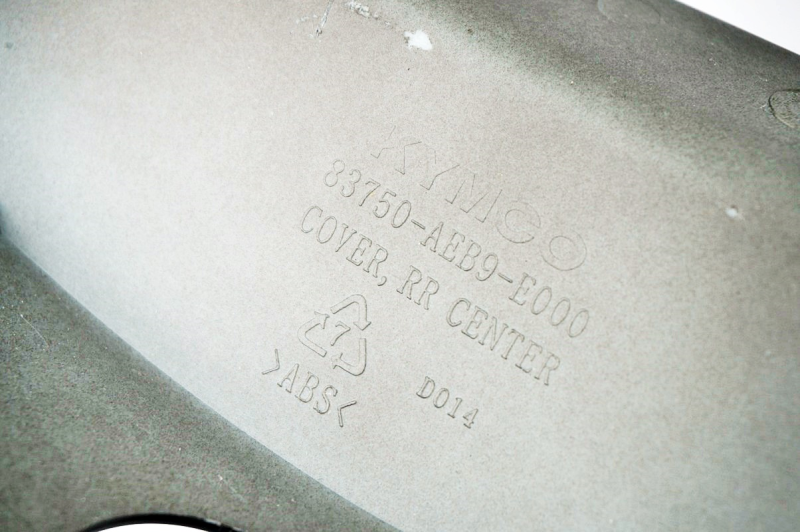 KYMCO
83750-AEB9-E000
COVER, RR CENTER
7
>ABS<
D014